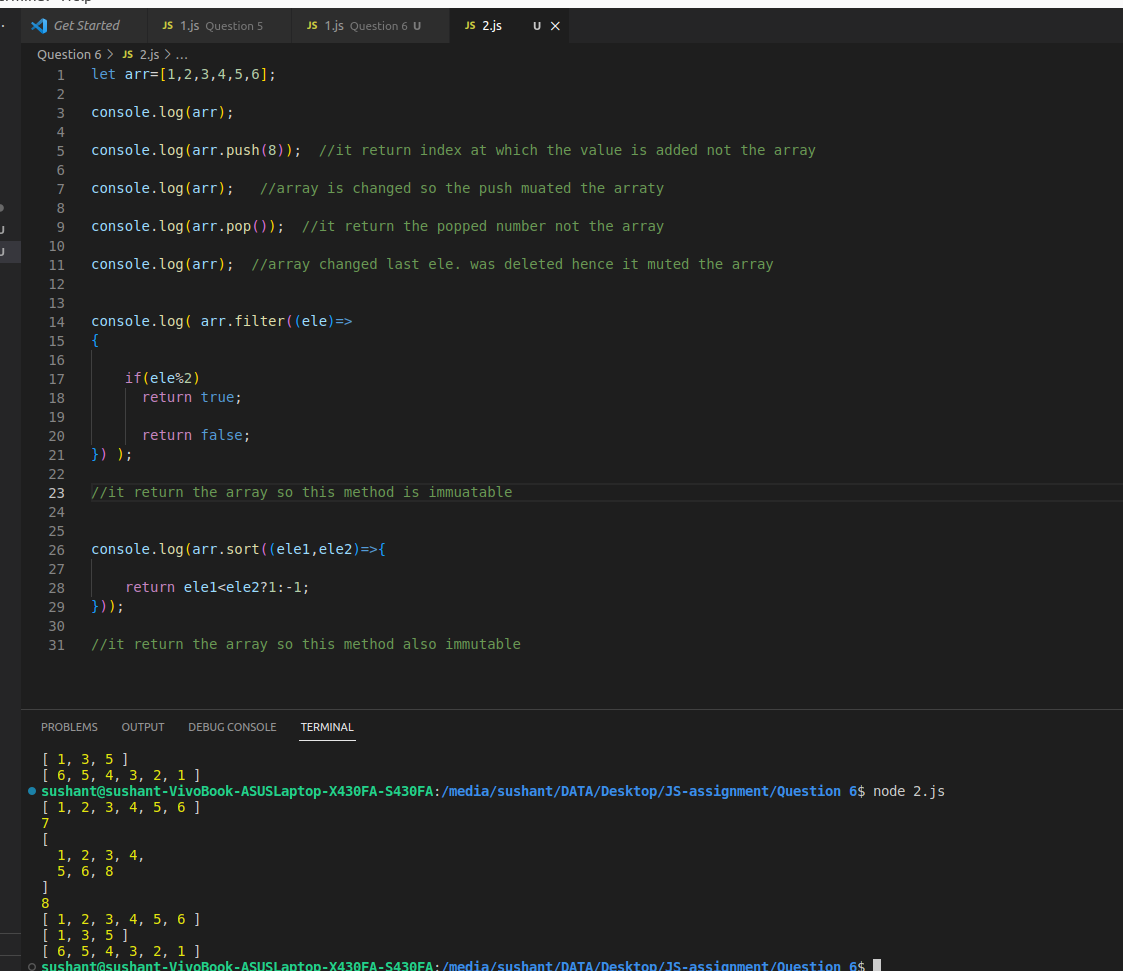 Get Started JS 1.js Question 5 JS 1.js Question 6 U JS 2.js U
Question 6 > JS 2.js > ...
1 let arr=[1,2,3,4,5,6];
2
3 console.log(arr);
4
5 console.log(arr.push(8));  //it return index at which the value is added not the array
6
7 console.log(arr);   //array is changed so the push muated the arraty
8
9 console.log(arr.pop());  //it return the popped number not the array
10
11 console.log(arr);  //array changed last ele. was deleted hence it muted the array
12
13
14 console.log( arr.filter((ele)=>
15 {
16
17     if(ele%2)
18       return true;
19
20       return false;
21 }) );
22
23 //it return the array so this method is immuatable
24
25
26 console.log(arr.sort((ele1,ele2)=>{
27
28     return ele1<ele2?1:-1;
29 }));
30
31 //it return the array so this method also immutable
PROBLEMS OUTPUT DEBUG CONSOLE TERMINAL
[ 1, 3, 5 ]
[ 6, 5, 4, 3, 2, 1 ]
sushant@sushant-VivoBook-ASUSLaptop-X430FA-S430FA:/media/sushant/DATA/Desktop/JS-assignment/Question 6$ node 2.js
[ 1, 2, 3, 4, 5, 6 ]
7
[
  1, 2, 3, 4,
  5, 6, 8
]
8
[ 1, 2, 3, 4, 5, 6 ]
[ 1, 3, 5 ]
[ 6, 5, 4, 3, 2, 1 ]
sushant@sushant-VivoBook-ASUSLaptop-X430FA-S430FA:/media/sushant/DATA/Desktop/JS-assignment/Question 6$